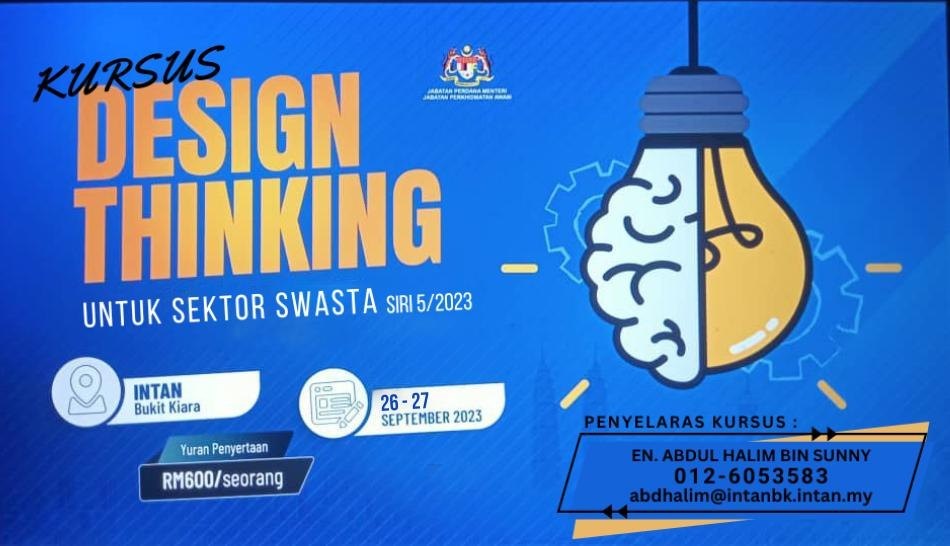 KURSUS
DESIGN
THINKING
UNTUK SEKTOR SWASTA SIRI 5/2023
JABATAN PERDANA MENTERI
JABATAN PERKHIDMATAN AWAM
INTAN
Bukit Kiara
26 - 27
SEPTEMBER 2023
Yuran Penyertaan
RM600/seorang
PENYELARAS KURSUS :
EN. ABDUL HALIM BIN SUNNY
012-6053583
abdhalim@intanbk.intan.my